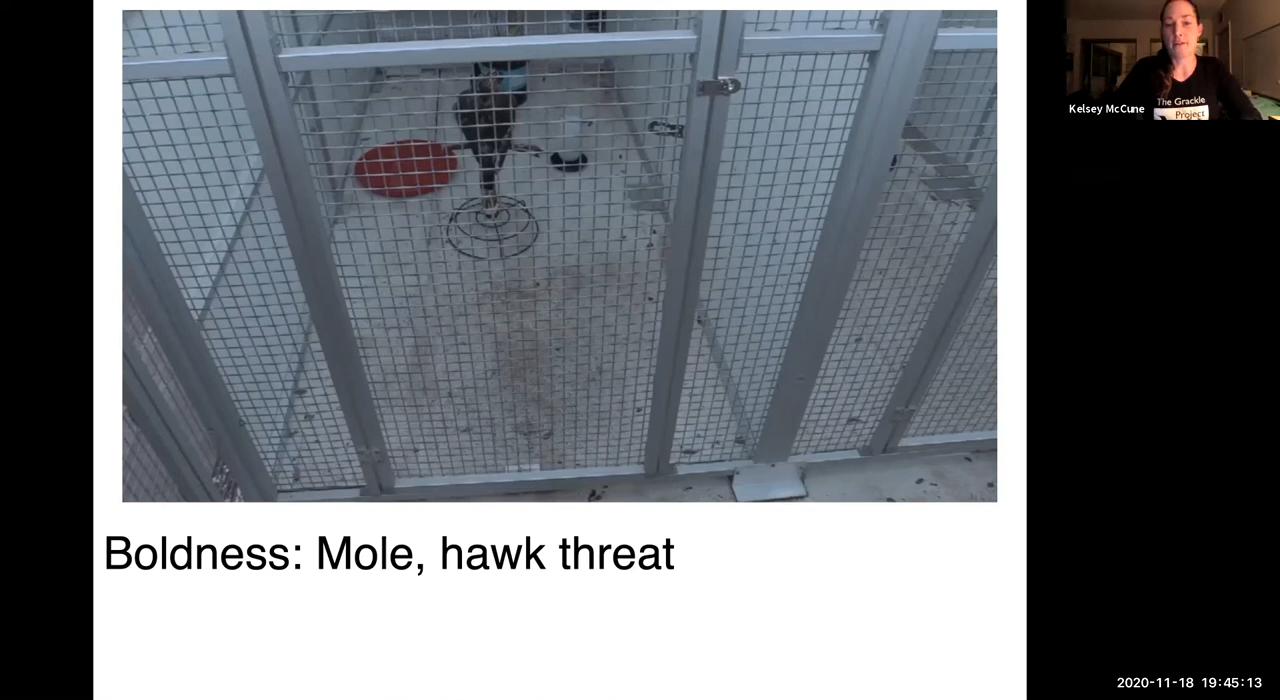 The Grackle
Project
Kelsey McCune
Boldness: Mole, hawk threat
2020-11-18 19:45:13